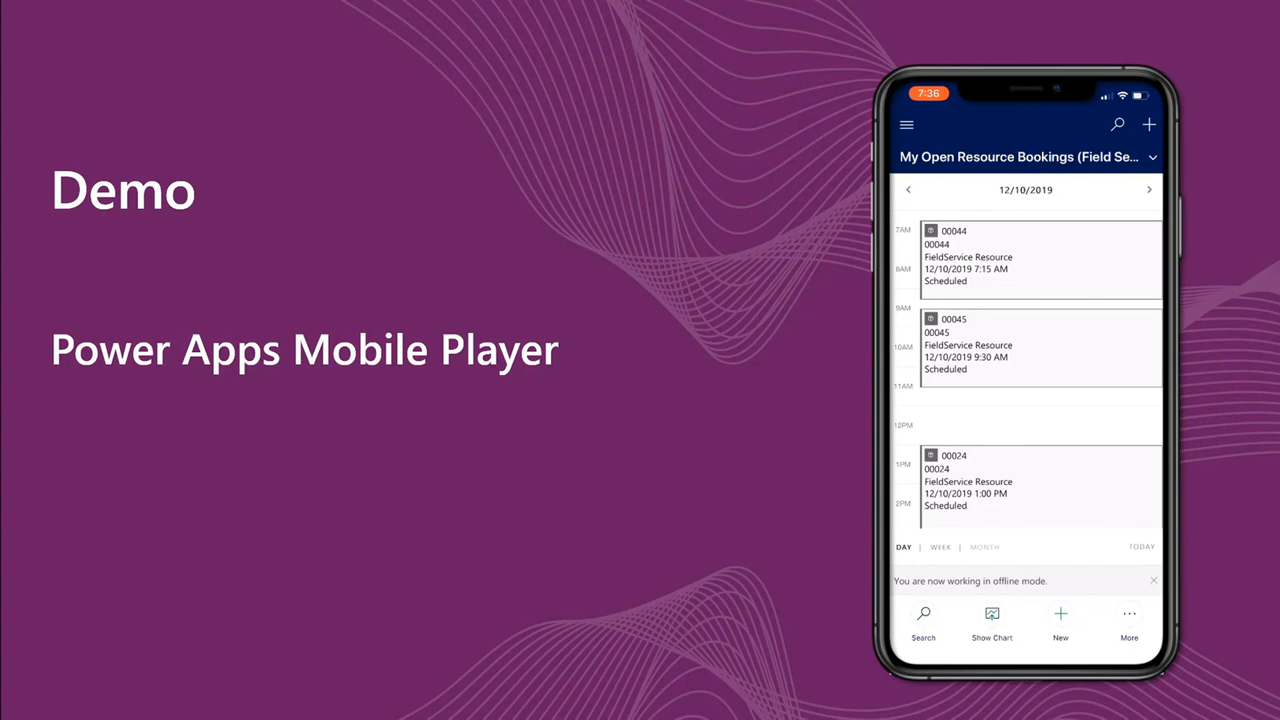 Demo
Power Apps Mobile Player
7:36
My Open Resource Bookings (Field Se...
12/10/2019
7AM
00044
00044
FieldService Resource
8AM
12/10/2019 7:15 AM
Scheduled
9AM
00045
00045
FieldService Resource
10AM
12/10/2019 9:30 AM
Scheduled
11AM
12PM
00024
1PM
00024
FieldService Resource
12/10/2019 1:00 PM
2PM
Scheduled
DAY | WEEK | MONTH TODAY
You are now working in offline mode.
Search Show Chart New More